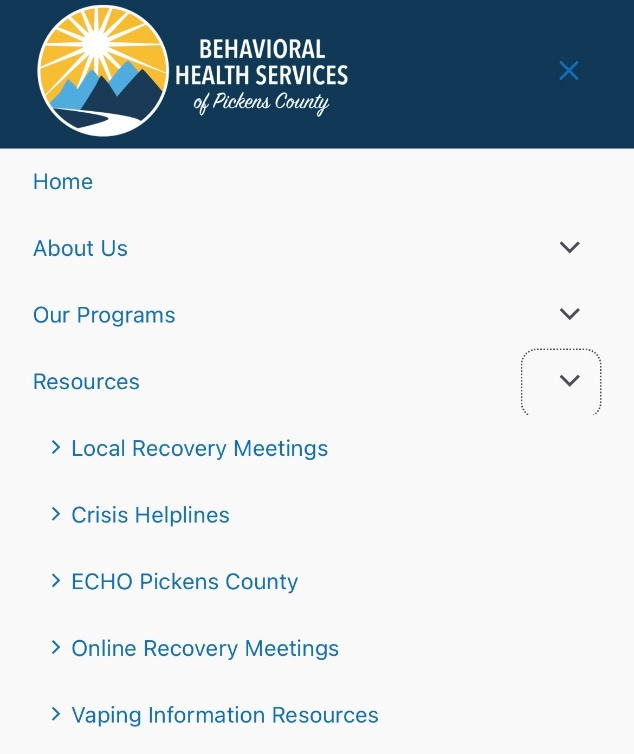 BEHAVIORAL
HEALTH SERVICES
of Pickens County
Home
About Us
Our Programs
Resources
Local Recovery Meetings
Crisis Helplines
ECHO Pickens County
Online Recovery Meetings
Vaping Information Resources